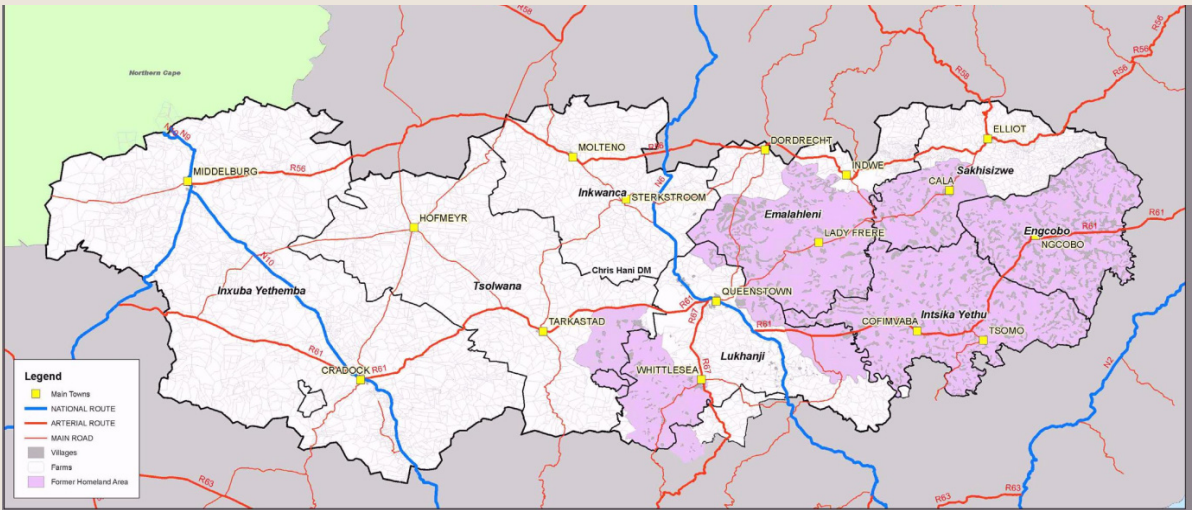 R58
R56
R56
R58
R56
Northern Cape
N9
N9
ELLIOT
MOLTENO
R56
DORDRECHT
INDWE
Sakhisizwe
MIDDELBURG
R56
CALA
Inkwanca
N6
STERKSTROOM
Emalahleni
HOFMEYR
LADY FRERE
Engcobo
R61
R61
NGCOBO
N10
Chris Hani DM
Inxuba Yethemba
Tsolwana
QUEENSTOWN
R61
R67
TARKASTAD
R61
COFIMVABA
Intsika Yethu
TSOMO
R61
Lukhanji
CRADOCK
R61
WHITTLESEA
R67
N2
Legend
Main Towns
NATIONAL ROUTE
ARTERIAL ROUTE
MAIN ROAD
Villages
Farms
Former Homeland Area
R63
R63
R63